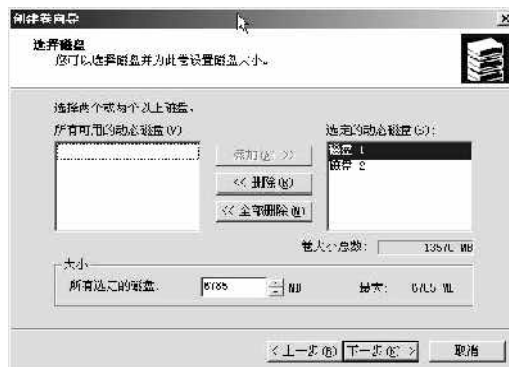 创建卷向导
选择磁盘
您可以选择磁盘并为此卷设置磁盘大小。
选择两个或两个以上磁盘。
所有可用的动态磁盘(V)
选定的动态磁盘(S):
添加(A) >>
<< 删除(R)
<< 全部删除(M)
磁盘 1
磁盘 2
卷大小总数:
13570 MB
大小
所有选定的磁盘:
6785
MB
最大:
6785 MB
<上一步(B)
下一步(N) >
取消